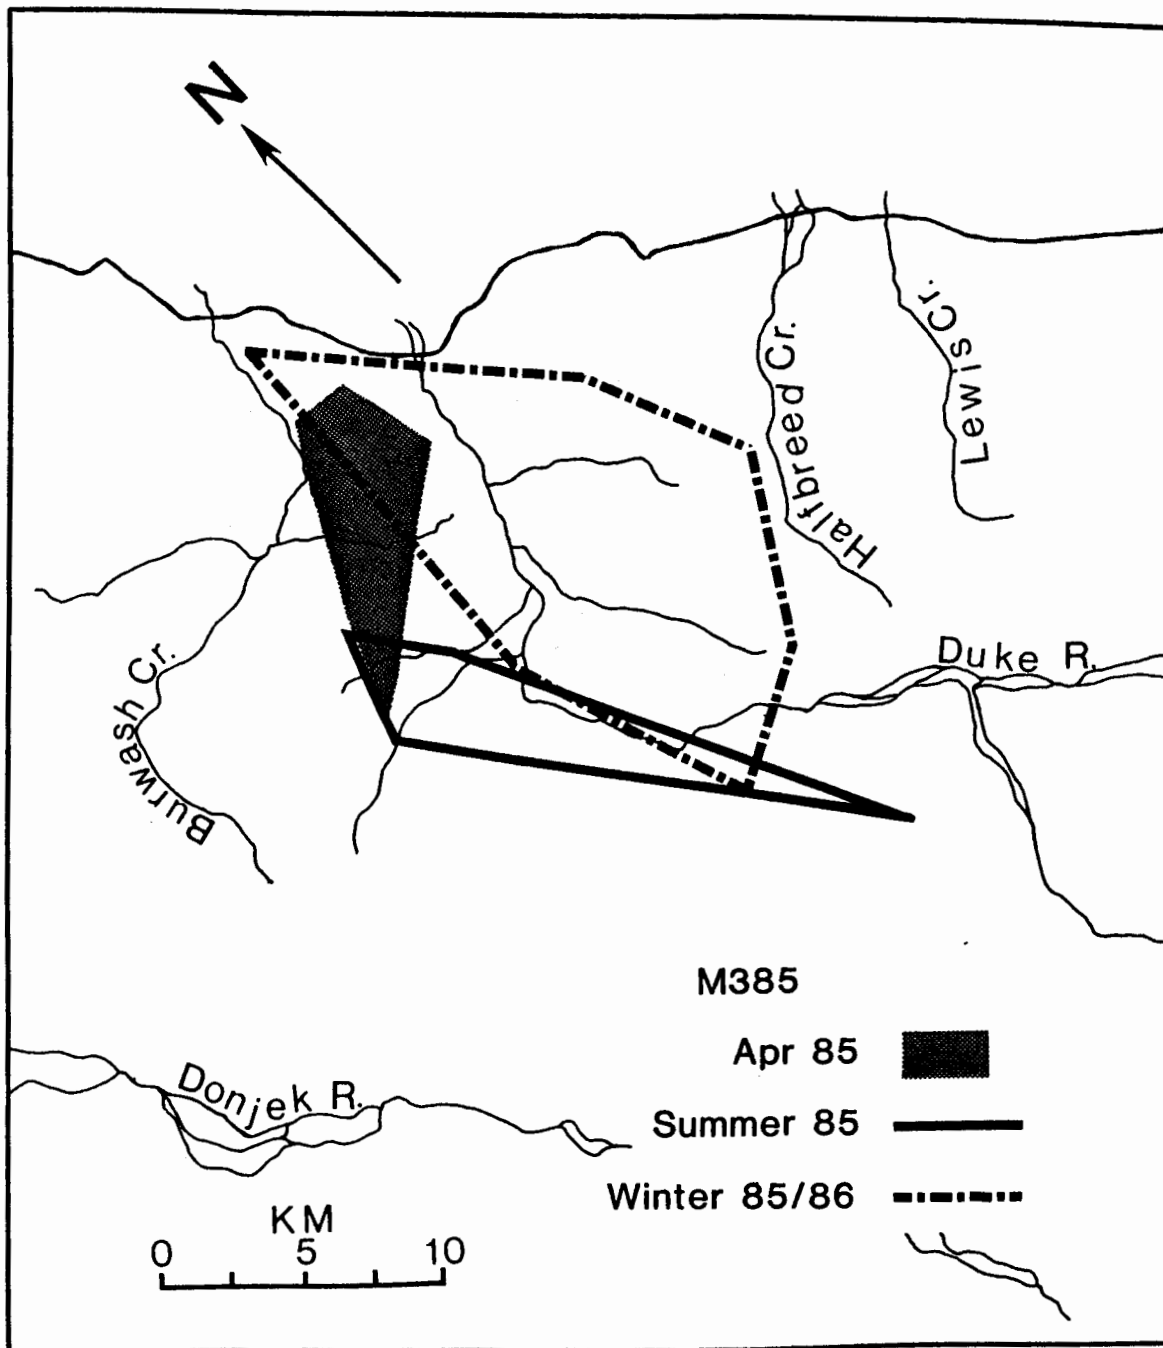 N
Lewis Cr.
Halfbreed Cr.
Duke R.
Burwash Cr.
M385
Apr 85
Donjek R.
Summer 85
Winter 85/86
KM
0 5 10